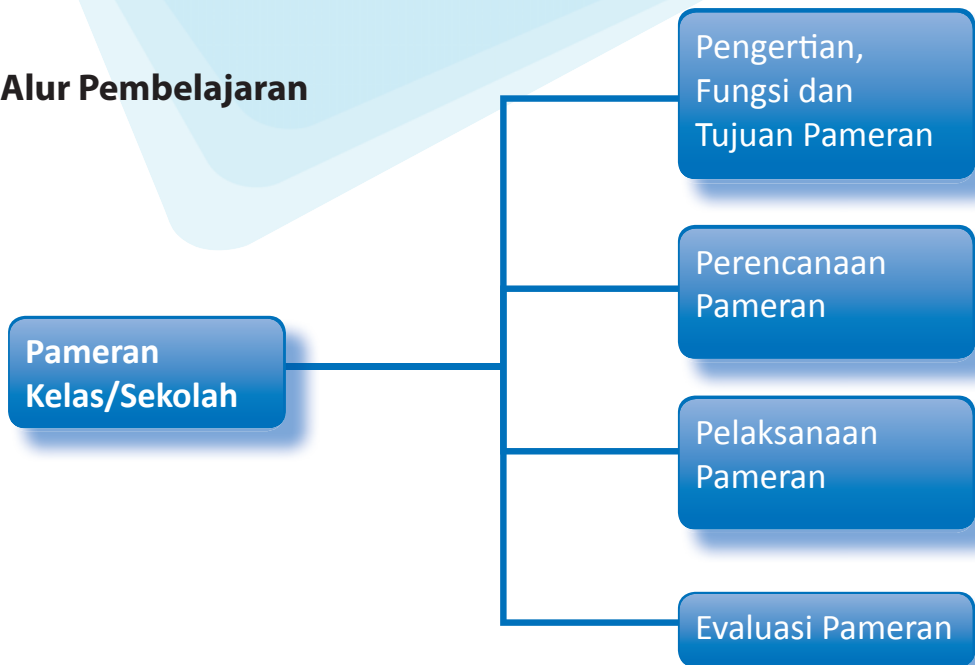 Alur Pembelajaran
Pengertian,
Fungsi dan
Tujuan Pameran
Perencanaan
Pameran
Pameran
Kelas/Sekolah
Pelaksanaan
Pameran
Evaluasi Pameran